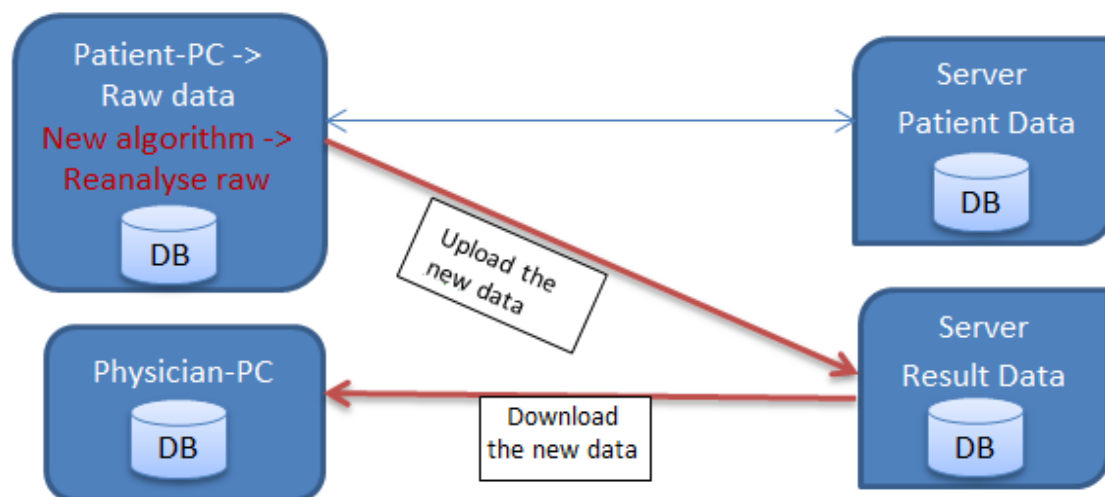 Patient-PC ->
Raw data
New algorithm ->
Reanalyse raw
DB
Server
Patient Data
DB
Upload the
new data
Physician-PC
DB
Download
the new data
Server
Result Data
DB